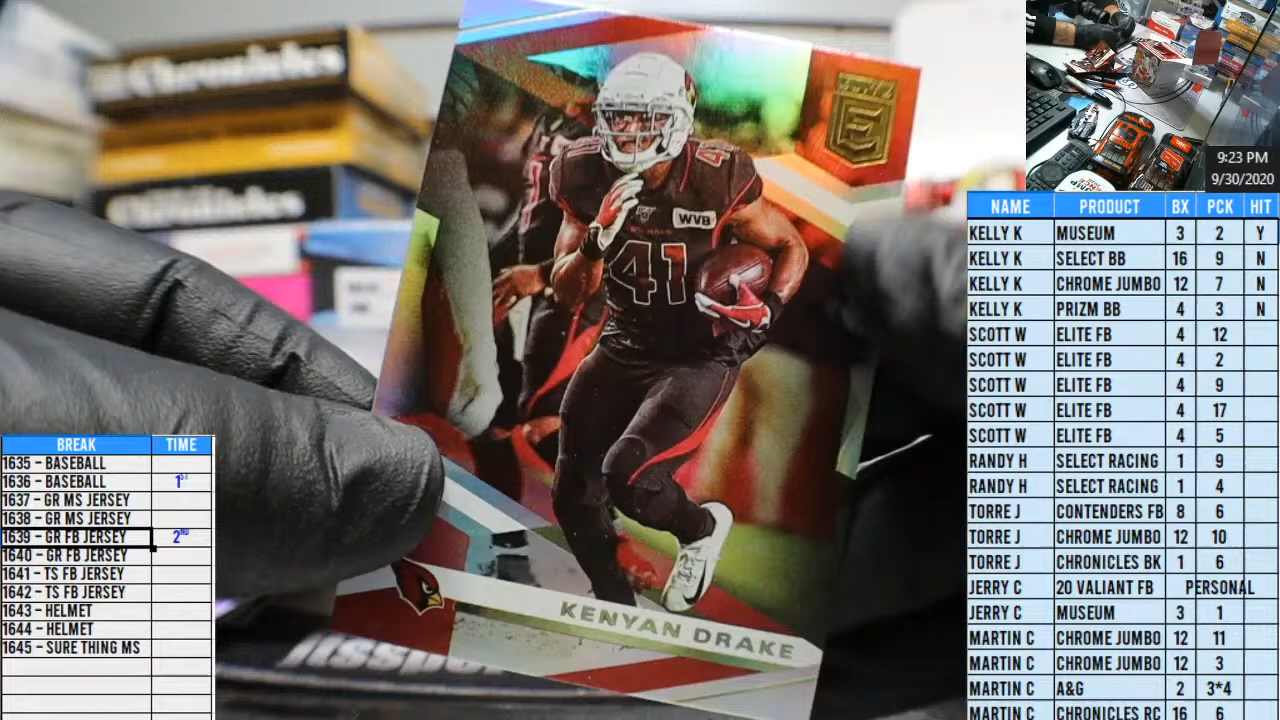 Chronicles
Chronicles
E
41
WVB
41
KENYAN DRAKE
9:23 PM
9/30/2020
NAME PRODUCT BX PCK HIT
KELLY K MUSEUM 3 2 Y
KELLY K SELECT BB 16 9 N
KELLY K CHROME JUMBO 12 7 N
KELLY K PRIZM BB 4 3 N
SCOTT W ELITE FB 4 12
SCOTT W ELITE FB 4 2
SCOTT W ELITE FB 4 9
SCOTT W ELITE FB 4 17
SCOTT W ELITE FB 4 5
RANDY H SELECT RACING 1 9
RANDY H SELECT RACING 1 4
TORRE J CONTENDERS FB 8 6
TORRE J CHROME JUMBO 12 10
TORRE J CHRONICLES BK 1 6
JERRY C 20 VALIANT FB PERSONAL
JERRY C MUSEUM 3 1
MARTIN C CHROME JUMBO 12 11
MARTIN C CHROME JUMBO 12 3
MARTIN C A&G 2 3*4
MARTIN C CHRONICLES RC 16 6
BREAK TIME
1635 - BASEBALL
1636 - BASEBALL 1ST
1637 - GR MS JERSEY
1638 - GR MS JERSEY
1639 - GR FB JERSEY 2ND
1640 - GR FB JERSEY
1641 - TS FB JERSEY
1642 - TS FB JERSEY
1643 - HELMET
1644 - HELMET
1645 - SURE THING MS